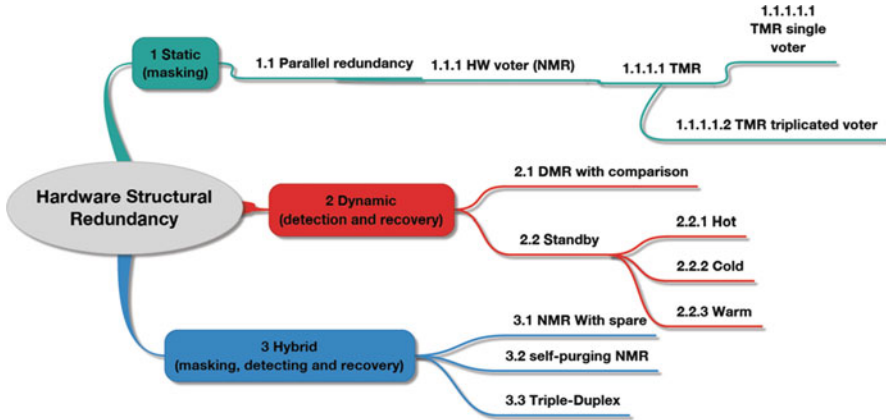 Hardware Structural
Redundancy
1 Static
(masking)
1.1 Parallel redundancy
1.1.1 HW voter (NMR)
1.1.1.1 TMR
1.1.1.1.1
TMR single
voter
1.1.1.1.2 TMR triplicated voter
2 Dynamic
(detection and recovery)
2.1 DMR with comparison
2.2 Standby
2.2.1 Hot
2.2.2 Cold
2.2.3 Warm
3 Hybrid
(masking, detecting and recovery)
3.1 NMR With spare
3.2 self-purging NMR
3.3 Triple-Duplex